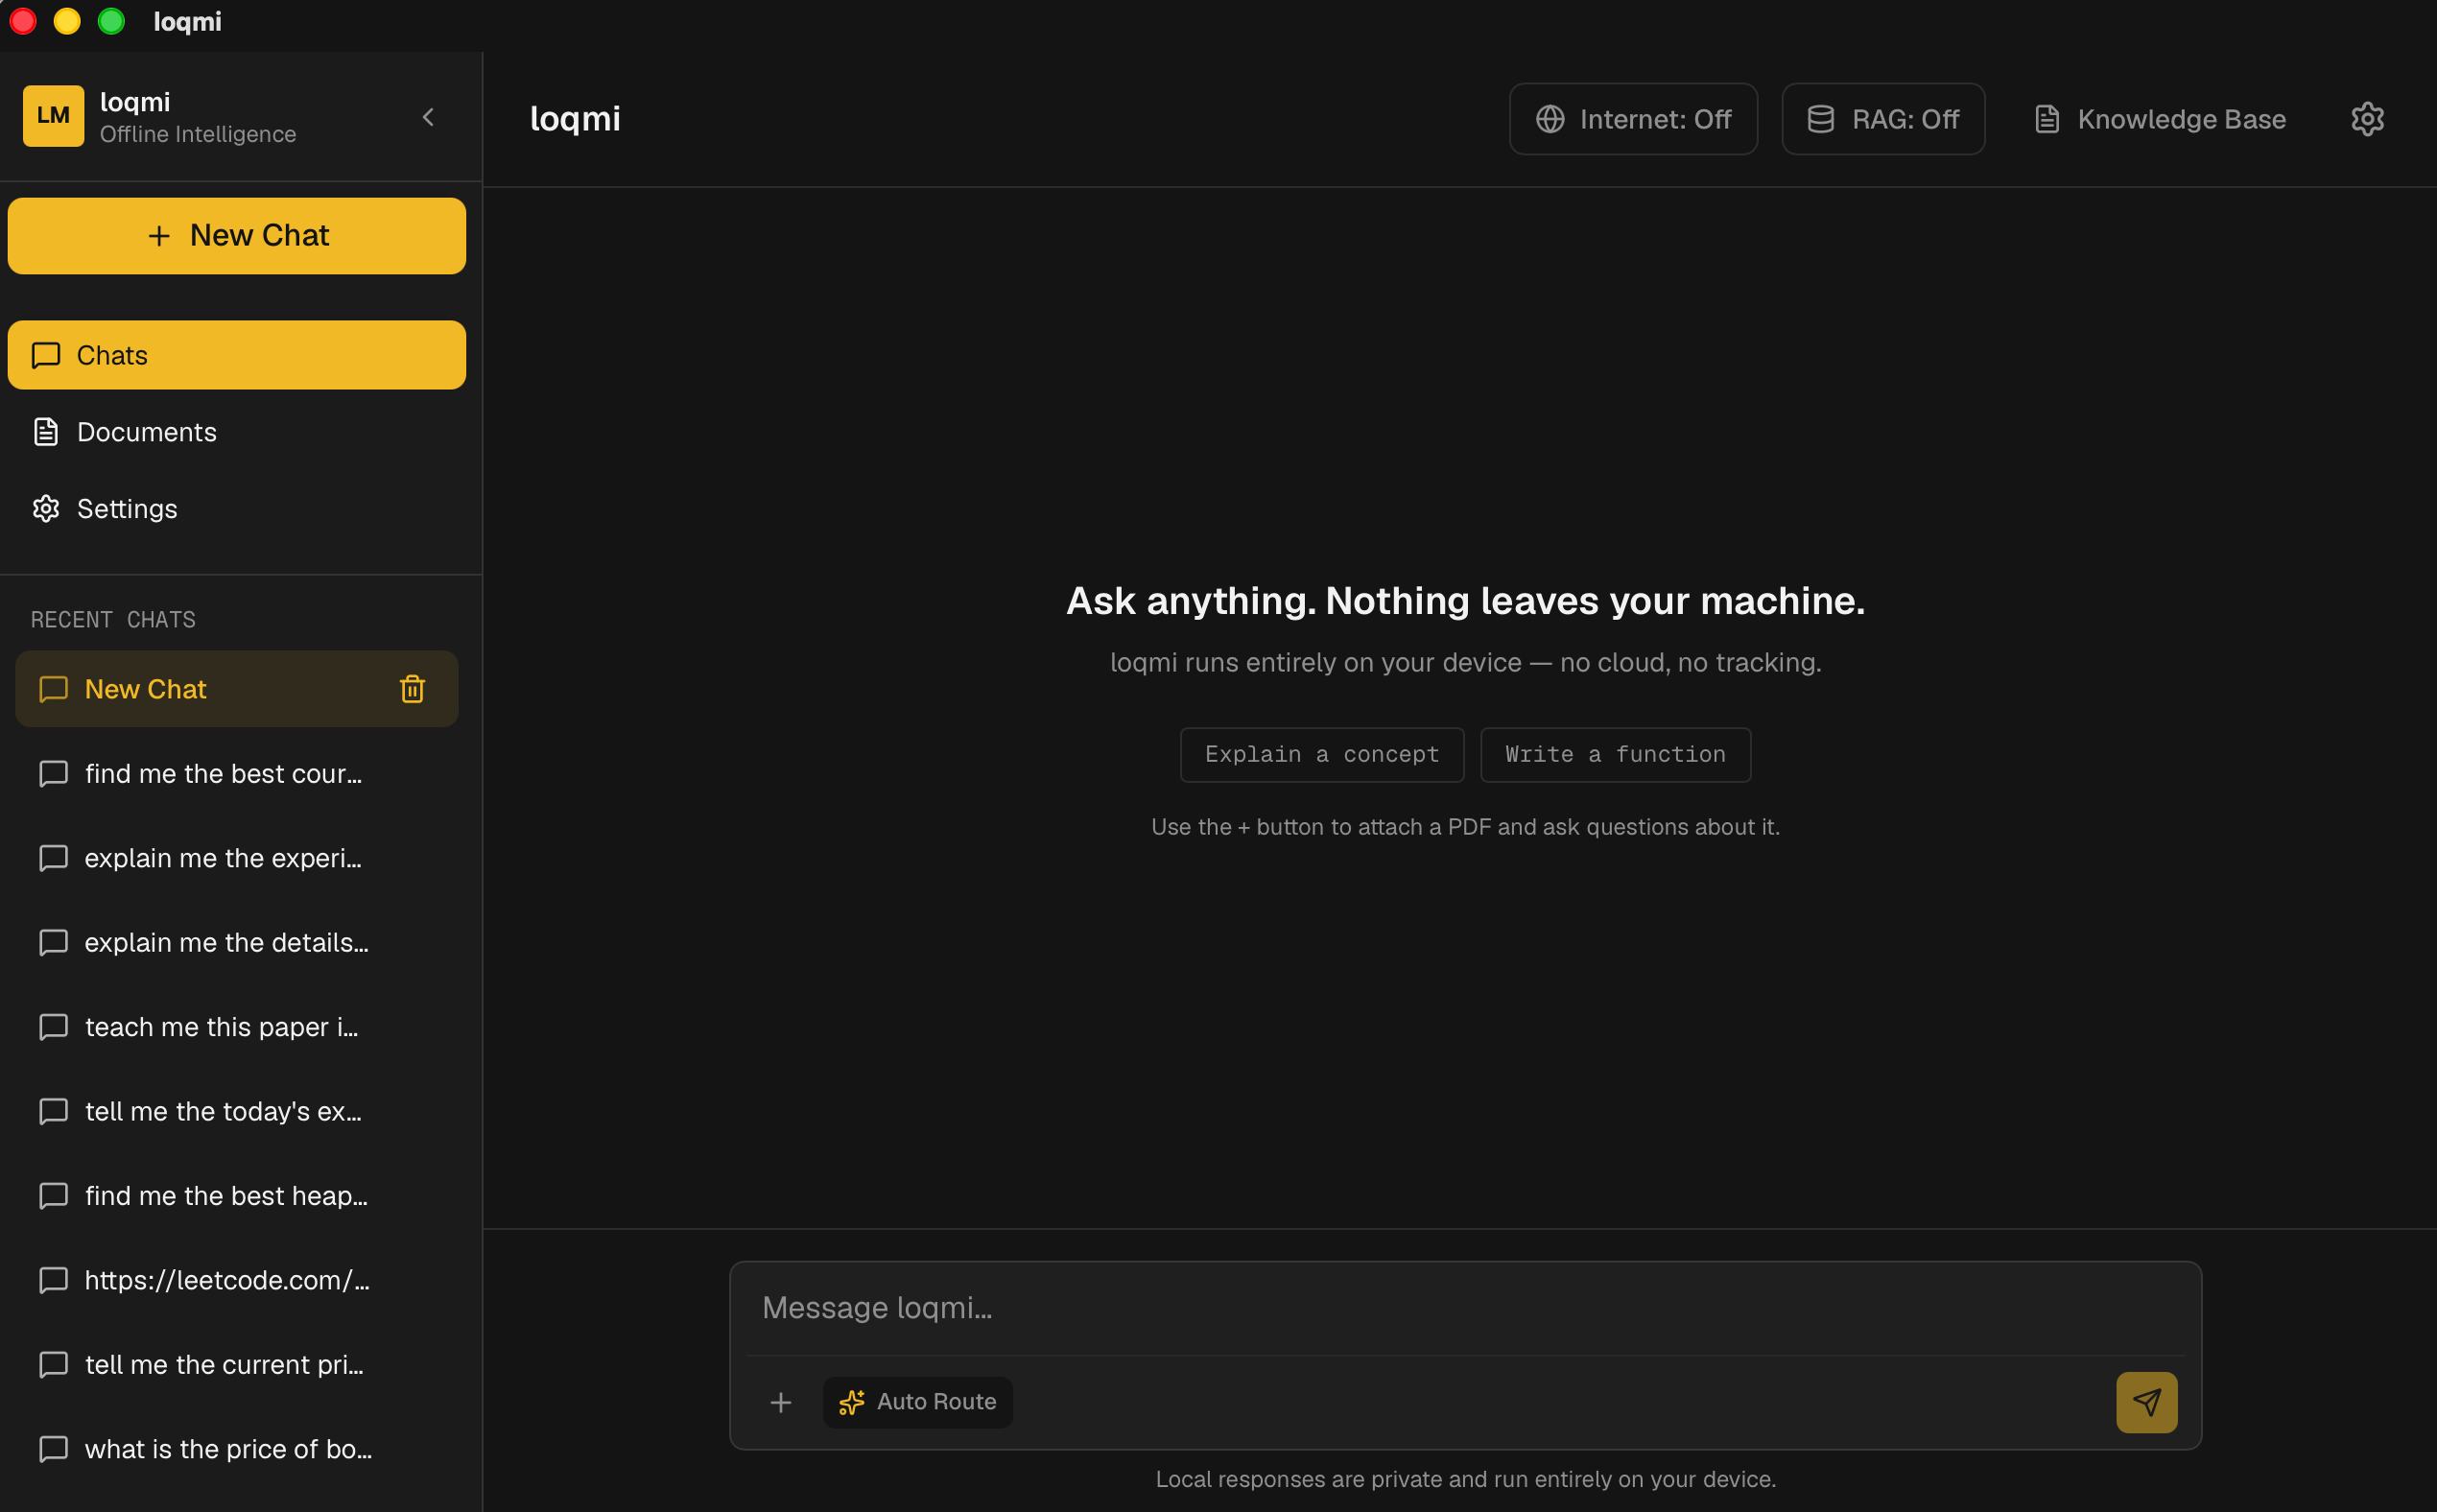 loqmi
LM
loqmi
Offline Intelligence
New Chat
Chats
Documents
Settings
RECENT CHATS
New Chat
find me the best cour...
explain me the experi...
explain me the details...
teach me this paper i...
tell me the today's ex...
find me the best heap...
https://leetcode.com/...
tell me the current pri...
what is the price of bo...
loqmi
Internet: Off
RAG: Off
Knowledge Base
Ask anything. Nothing leaves your machine.
loqmi runs entirely on your device — no cloud, no tracking.
Explain a concept
Write a function
Use the + button to attach a PDF and ask questions about it.
Message loqmi...
Auto Route
Local responses are private and run entirely on your device.